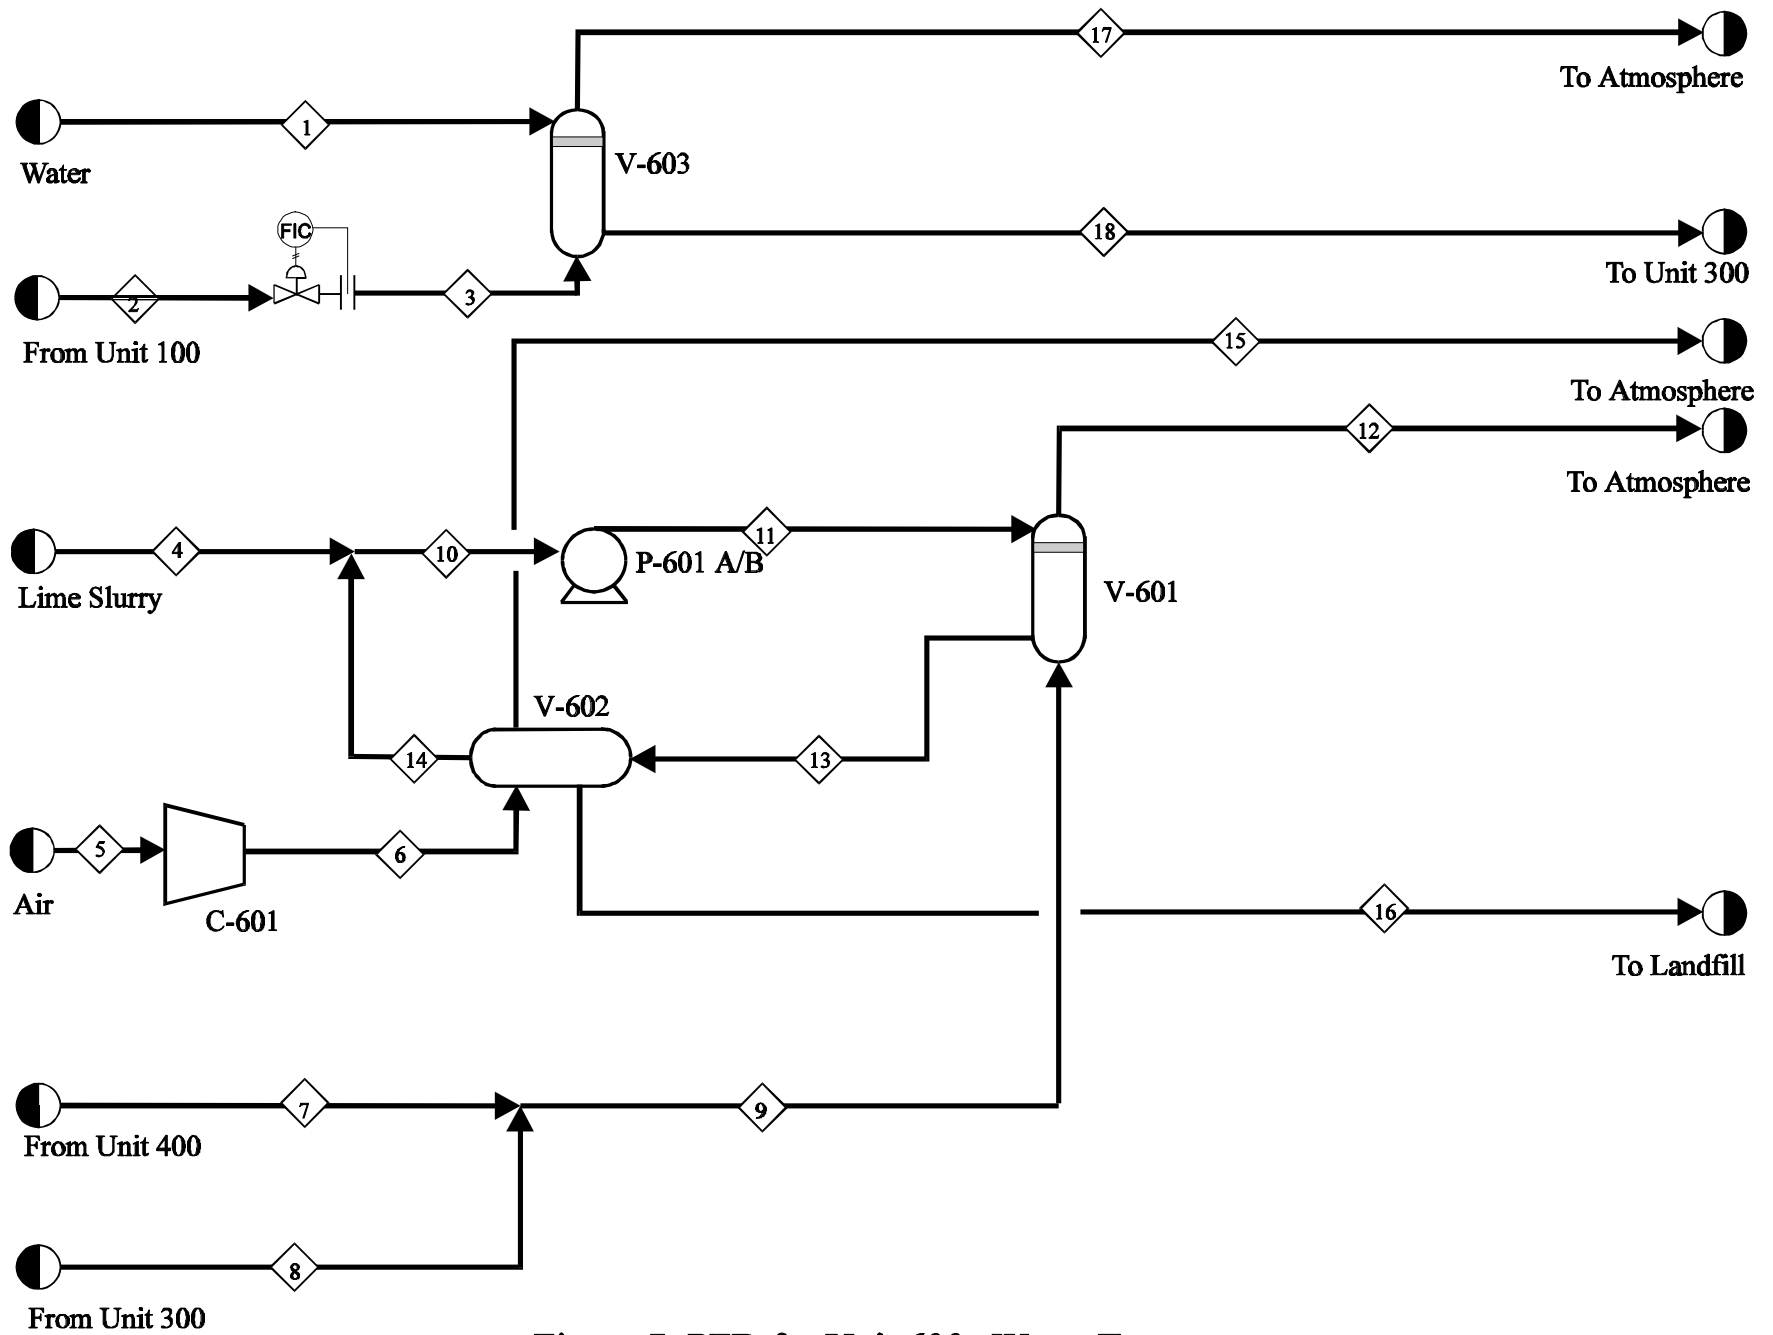 17
To Atmosphere
1
Water
V-603
FIC
18
To Unit 300
2
3
From Unit 100
15
To Atmosphere
12
To Atmosphere
4
10
11
Lime Slurry
P-601 A/B
V-601
V-602
14
13
5
6
Air
C-601
16
To Landfill
7
9
From Unit 400
8
From Unit 300